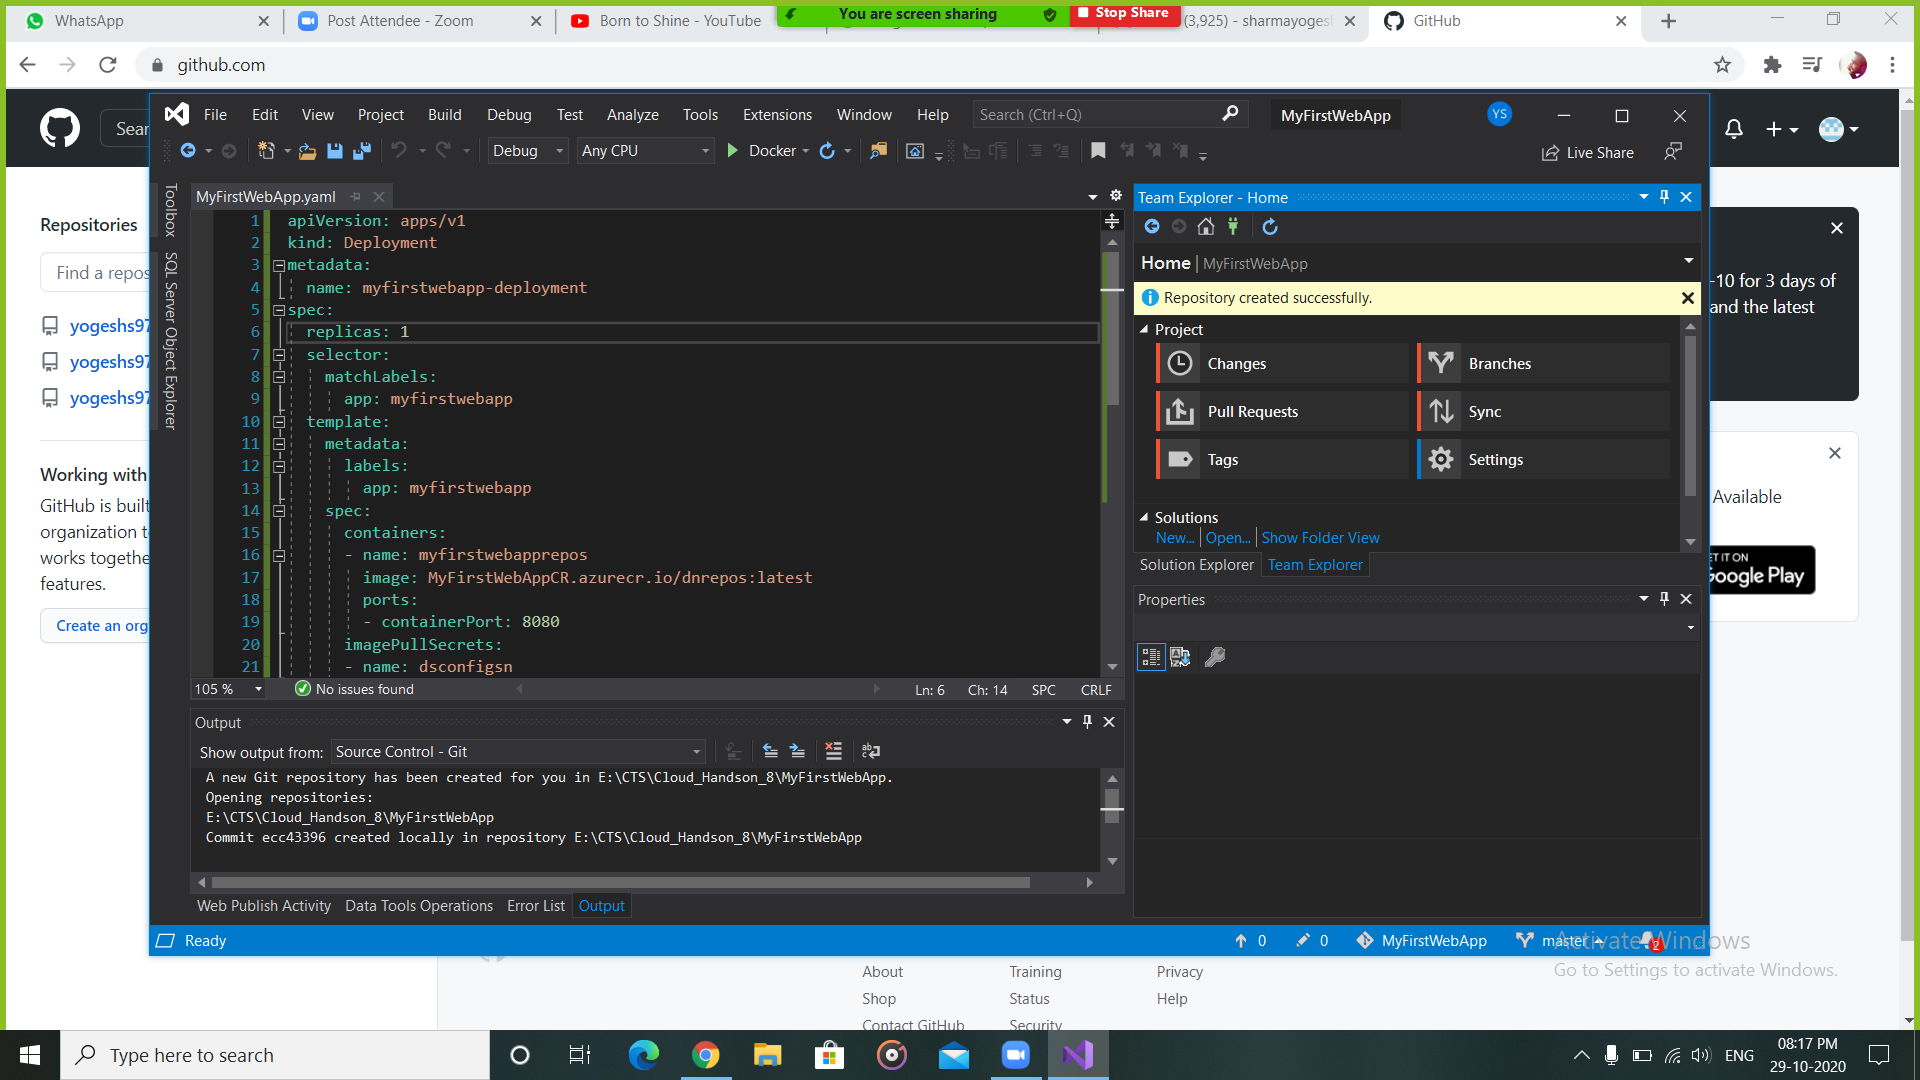 WhatsApp
Post Attendee - Zoom
Born to Shine - YouTube
You are screen sharing
Stop Share
(3,925) - sharmayoges
GitHub
github.com
Sear
File Edit View Project Build Debug Test Analyze Tools Extensions Window Help
Search (Ctrl+Q)
MyFirstWebApp
YS
Debug
Any CPU
Docker
Live Share
Repositories
Find a repos
yogeshs97
yogeshs97
yogeshs97
Working with
GitHub is built
organization t
works togethe
features.
Create an org
Toolbox
SQL Server Object Explorer
MyFirstWebApp.yaml
1 apiVersion: apps/v1
2 kind: Deployment
3 metadata:
4 name: myfirstwebapp-deployment
5 spec:
6 replicas: 1
7 selector:
8 matchLabels:
9 app: myfirstwebapp
10 template:
11 metadata:
12 labels:
13 app: myfirstwebapp
14 spec:
15 containers:
16 - name: myfirstwebapprepos
17 image: MyFirstWebAppCR.azurecr.io/dnrepos:latest
18 ports:
19 - containerPort: 8080
20 imagePullSecrets:
21 - name: dsconfigsn
105 %
No issues found
Ln: 6 Ch: 14 SPC CRLF
Output
Show output from: Source Control - Git
A new Git repository has been created for you in E:\CTS\Cloud_Handson_8\MyFirstWebApp.
Opening repositories:
E:\CTS\Cloud_Handson_8\MyFirstWebApp
Commit ecc43396 created locally in repository E:\CTS\Cloud_Handson_8\MyFirstWebApp
Web Publish Activity Data Tools Operations Error List Output
Team Explorer - Home
Home | MyFirstWebApp
Repository created successfully.
Project
Changes
Branches
Pull Requests
Sync
Tags
Settings
Solutions
New... Open... Show Folder View
Solution Explorer Team Explorer
Properties
-10 for 3 days of
and the latest
Available
ET IT ON
Google Play
Ready
0
0
MyFirstWebApp
master
2
Activate Windows
Go to Settings to activate Windows.
About
Training
Privacy
Shop
Status
Help
Contact GitHub
Security
Type here to search
ENG
08:17 PM
29-10-2020